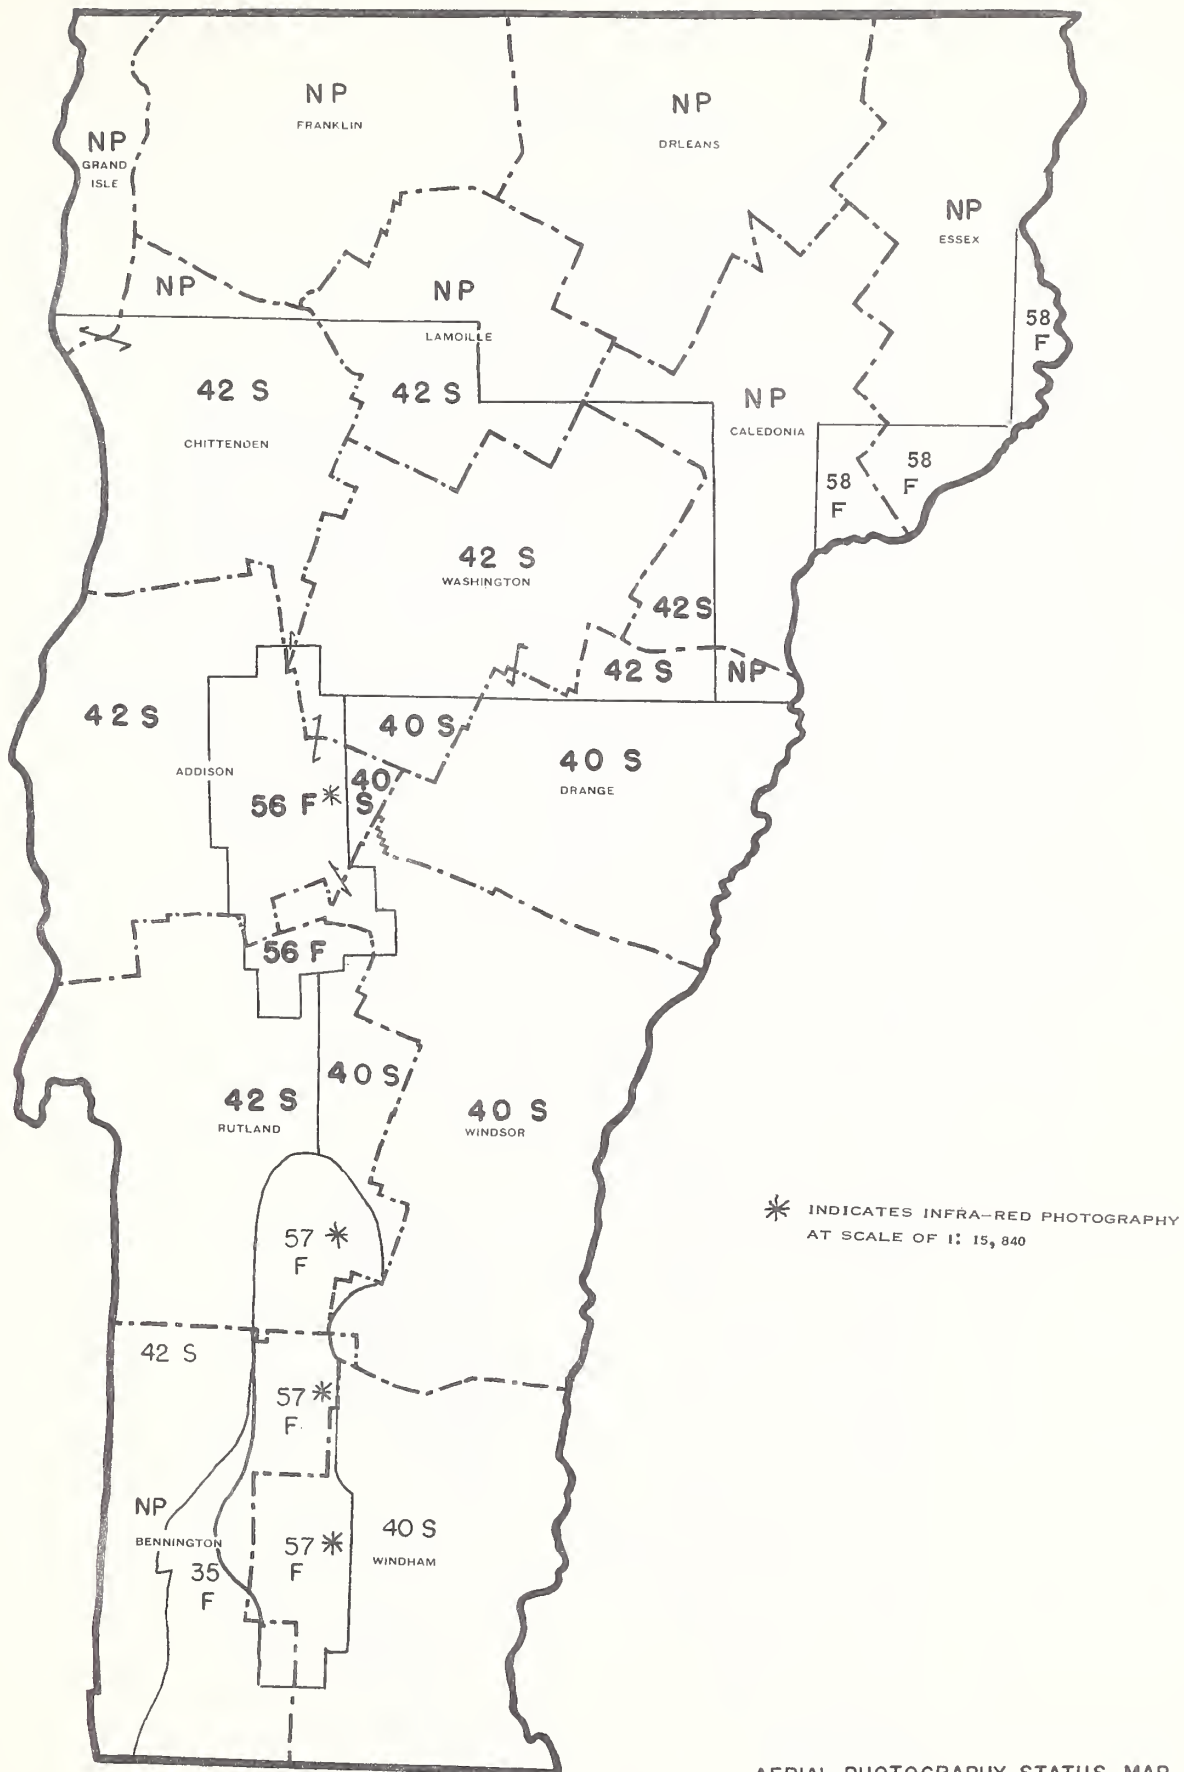 NP
FRANKLIN
NP
DRLEANS
NP
GRAND
ISLE
NP
ESSEX
NP
NP
LAMOILLE
58
F
42 S
CHITTENDEN
42 S
NP
CALEDONIA
58
F
58
F
42 S
WASHINGTON
42 S
42 S
NP
42 S
ADDISON
40 S
40 S
DRANGE
56 F *
40
S
56 F
40 S
42 S
RUTLAND
40 S
WINDSOR
* INDICATES INFRA-RED PHOTOGRAPHY
AT SCALE OF 1: 15,840
57 *
F
42 S
57 *
F
NP
BENNINGTON
35
F
57 *
F
40 S
WINDHAM
AERIAL PHOTOGRAPHY STATUS MAP